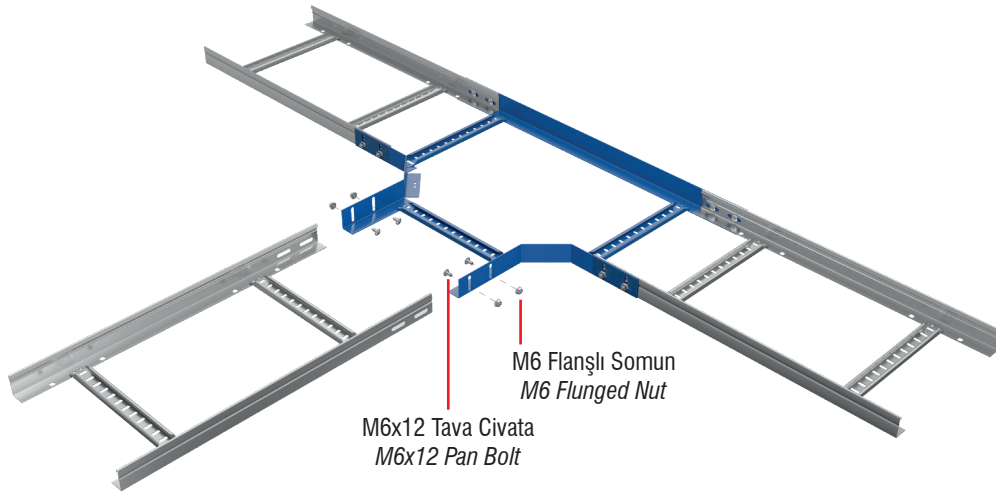 M6 Flanşlı Somun
M6 Flunged Nut
M6x12 Tava Civata
M6x12 Pan Bolt